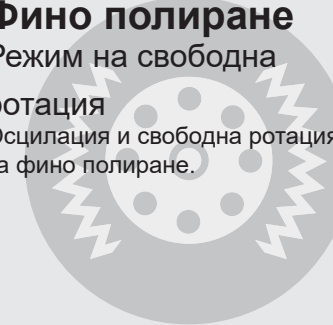 Фино полиране
Режим на свободна
ротация
Осцилация и свободна ротация
за фино полиране.